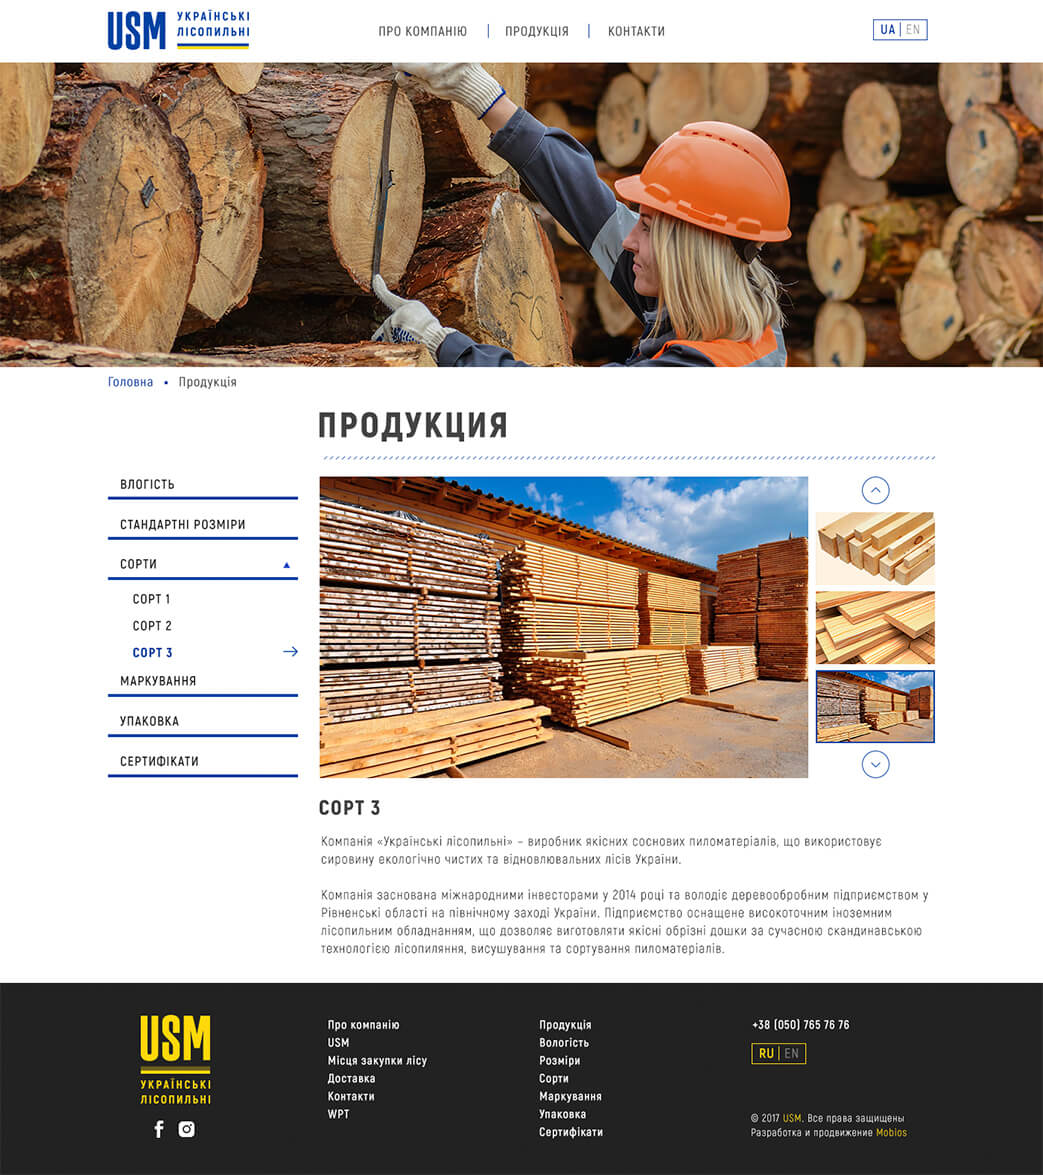 USM УКРАЇНСЬКІ ЛІСОПИЛЬНІ
ПРО КОМПАНІЮ | ПРОДУКЦІЯ | КОНТАКТИ
UA | EN
Головна • Продукція
ПРОДУКЦИЯ
ВЛОГІСТЬ
СТАНДАРТНІ РОЗМІРИ
СОРТИ
СОРТ 1
СОРТ 2
СОРТ 3
МАРКУВАННЯ
УПАКОВКА
СЕРТИФІКАТИ
СОРТ 3
Компанія «Українські лісопильні» – виробник якісних соснових пиломатеріалів, що використовує
сировину екологічно чистих та відновлювальних лісів України.
Компанія заснована міжнародними інвесторами у 2014 році та володіє деревообробним підприємством у
Рівненські області на північному заході України. Підприємство оснащене високоточним іноземним
лісопильним обладнанням, що дозволяє виготовляти якісні обрізні дошки за сучасною скандинавською
технологією лісопиляння, висушування та сортування пиломатеріалів.
USM
УКРАЇНСЬКІ
ЛІСОПИЛЬНІ
Про компанію
USM
Місця закупки лісу
Доставка
Контакти
WPT
Продукція
Вологість
Розміри
Сорти
Маркування
Упаковка
Сертифікати
+38 (050) 765 76 76
RU | EN
© 2017 USM. Все права защищены
Разработка и продвижение Mobios